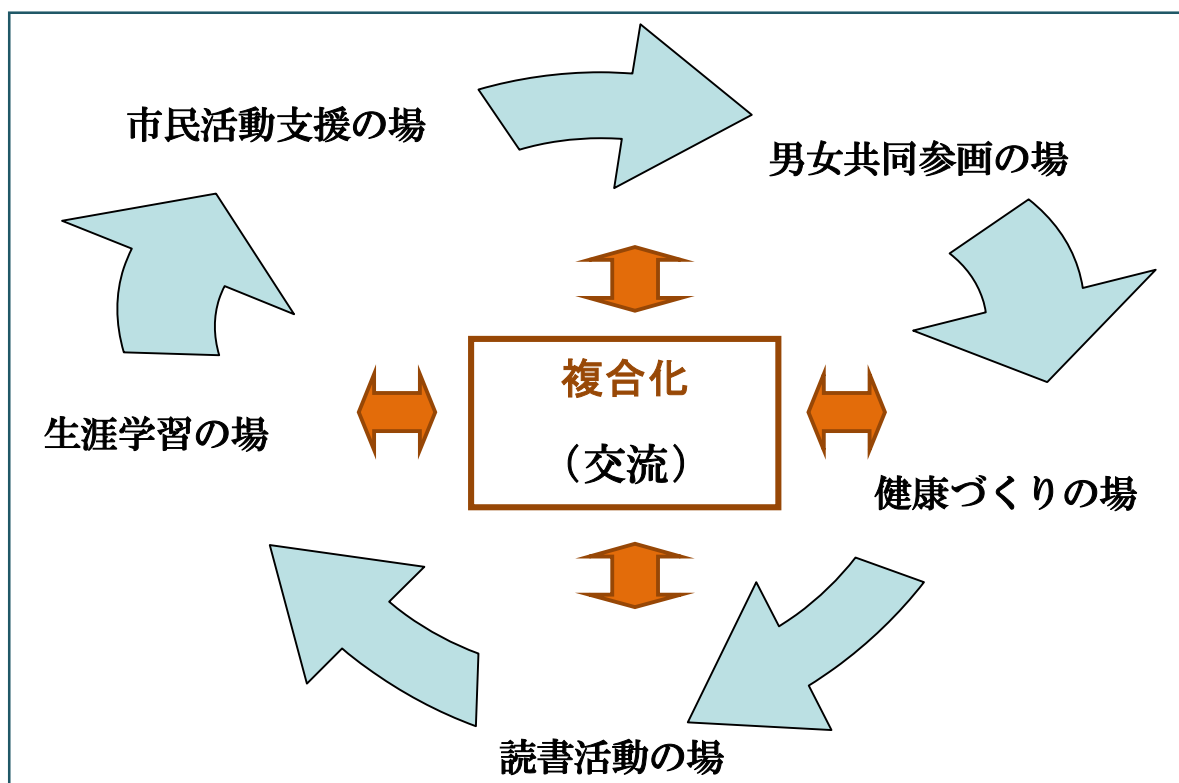 市民活動支援の場
男女共同参画の場
複合化
(交流)
生涯学習の場
健康づくりの場
読書活動の場